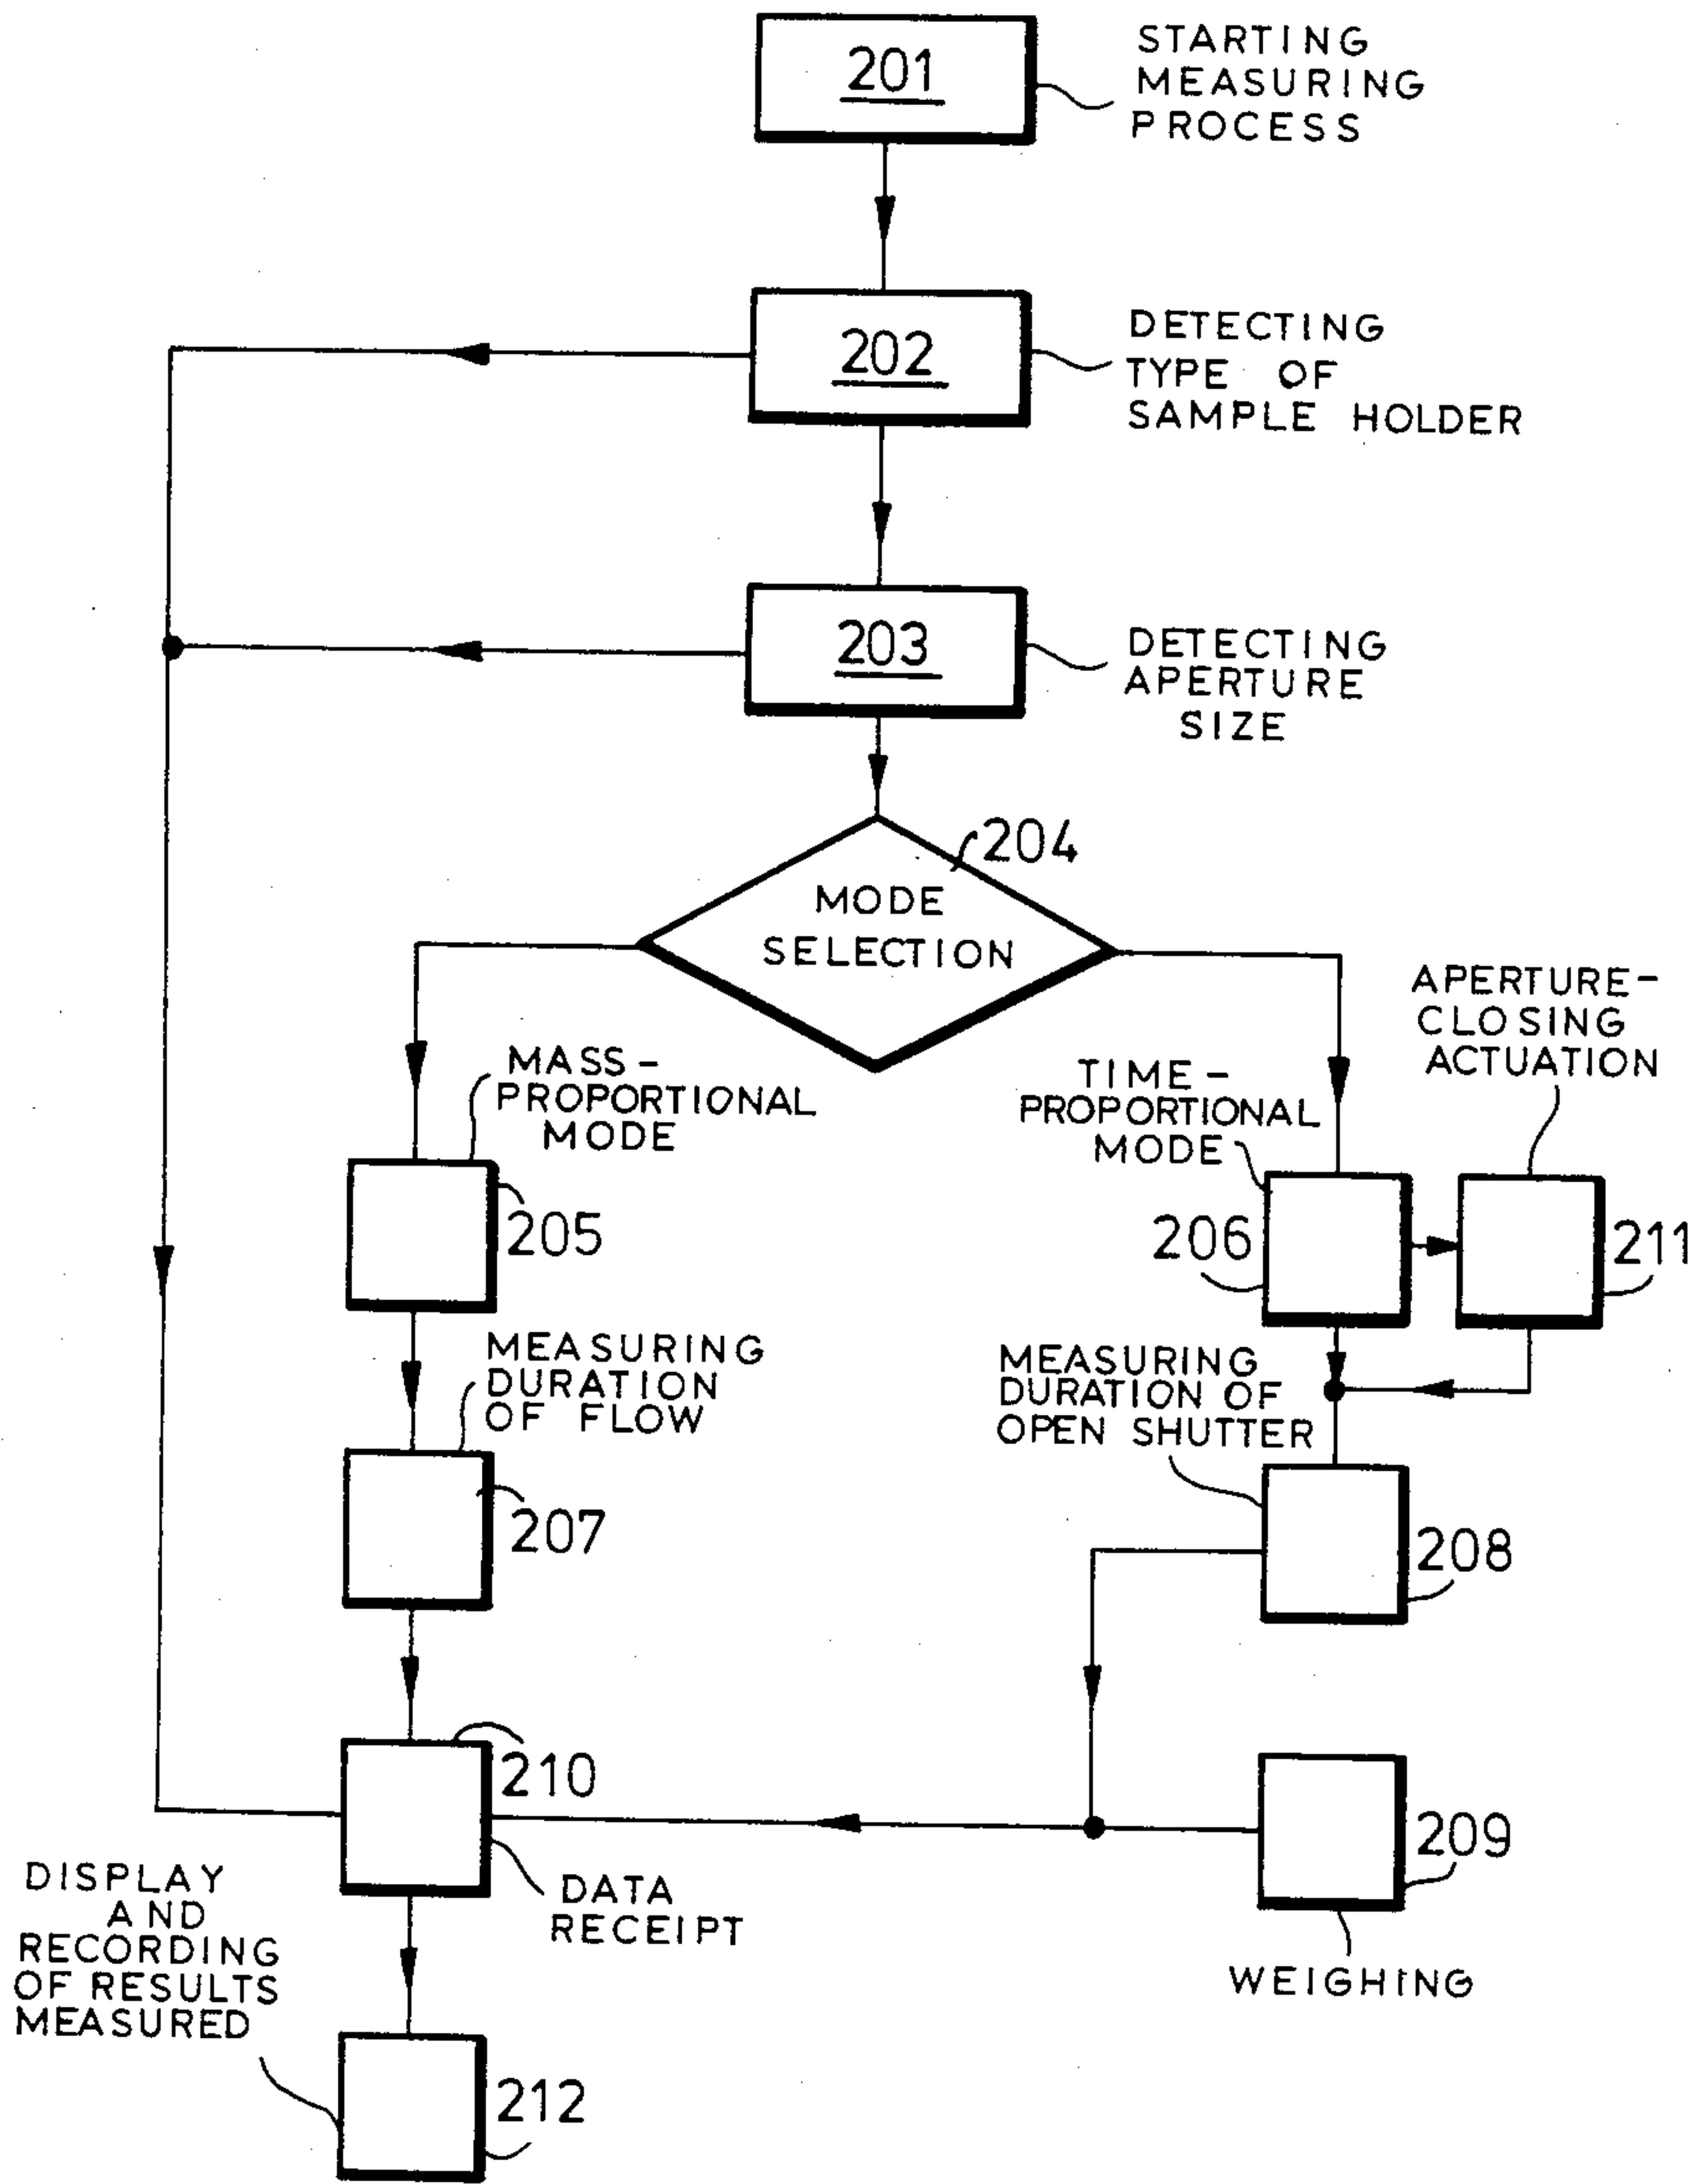 201
STARTING
MEASURING
PROCESS
202
DETECTING
TYPE OF
SAMPLE HOLDER
203
DETECTING
APERTURE
SIZE
204
MODE
SELECTION
MASS-
PROPORTIONAL
MODE
205
TIME-
PROPORTIONAL
MODE
206
APERTURE-
CLOSING
ACTUATION
211
MEASURING
DURATION
OF FLOW
207
MEASURING
DURATION OF
OPEN SHUTTER
208
210
DATA
RECEIPT
209
WEIGHING
DISPLAY
AND
RECORDING
OF RESULTS
MEASURED
212